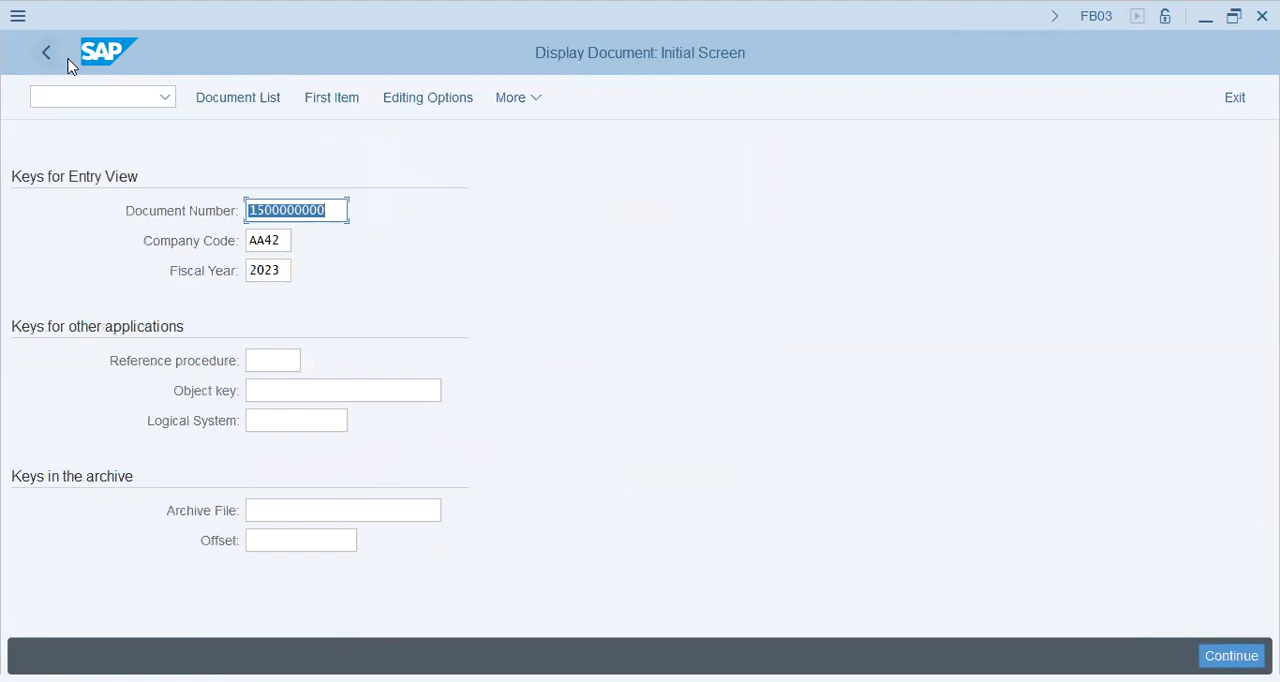 FB03
SAP
Display Document: Initial Screen
Document List First Item Editing Options More Exit
Keys for Entry View
Document Number: 1500000000
Company Code: AA42
Fiscal Year: 2023
Keys for other applications
Reference procedure:
Object key:
Logical System:
Keys in the archive
Archive File:
Offset:
Continue